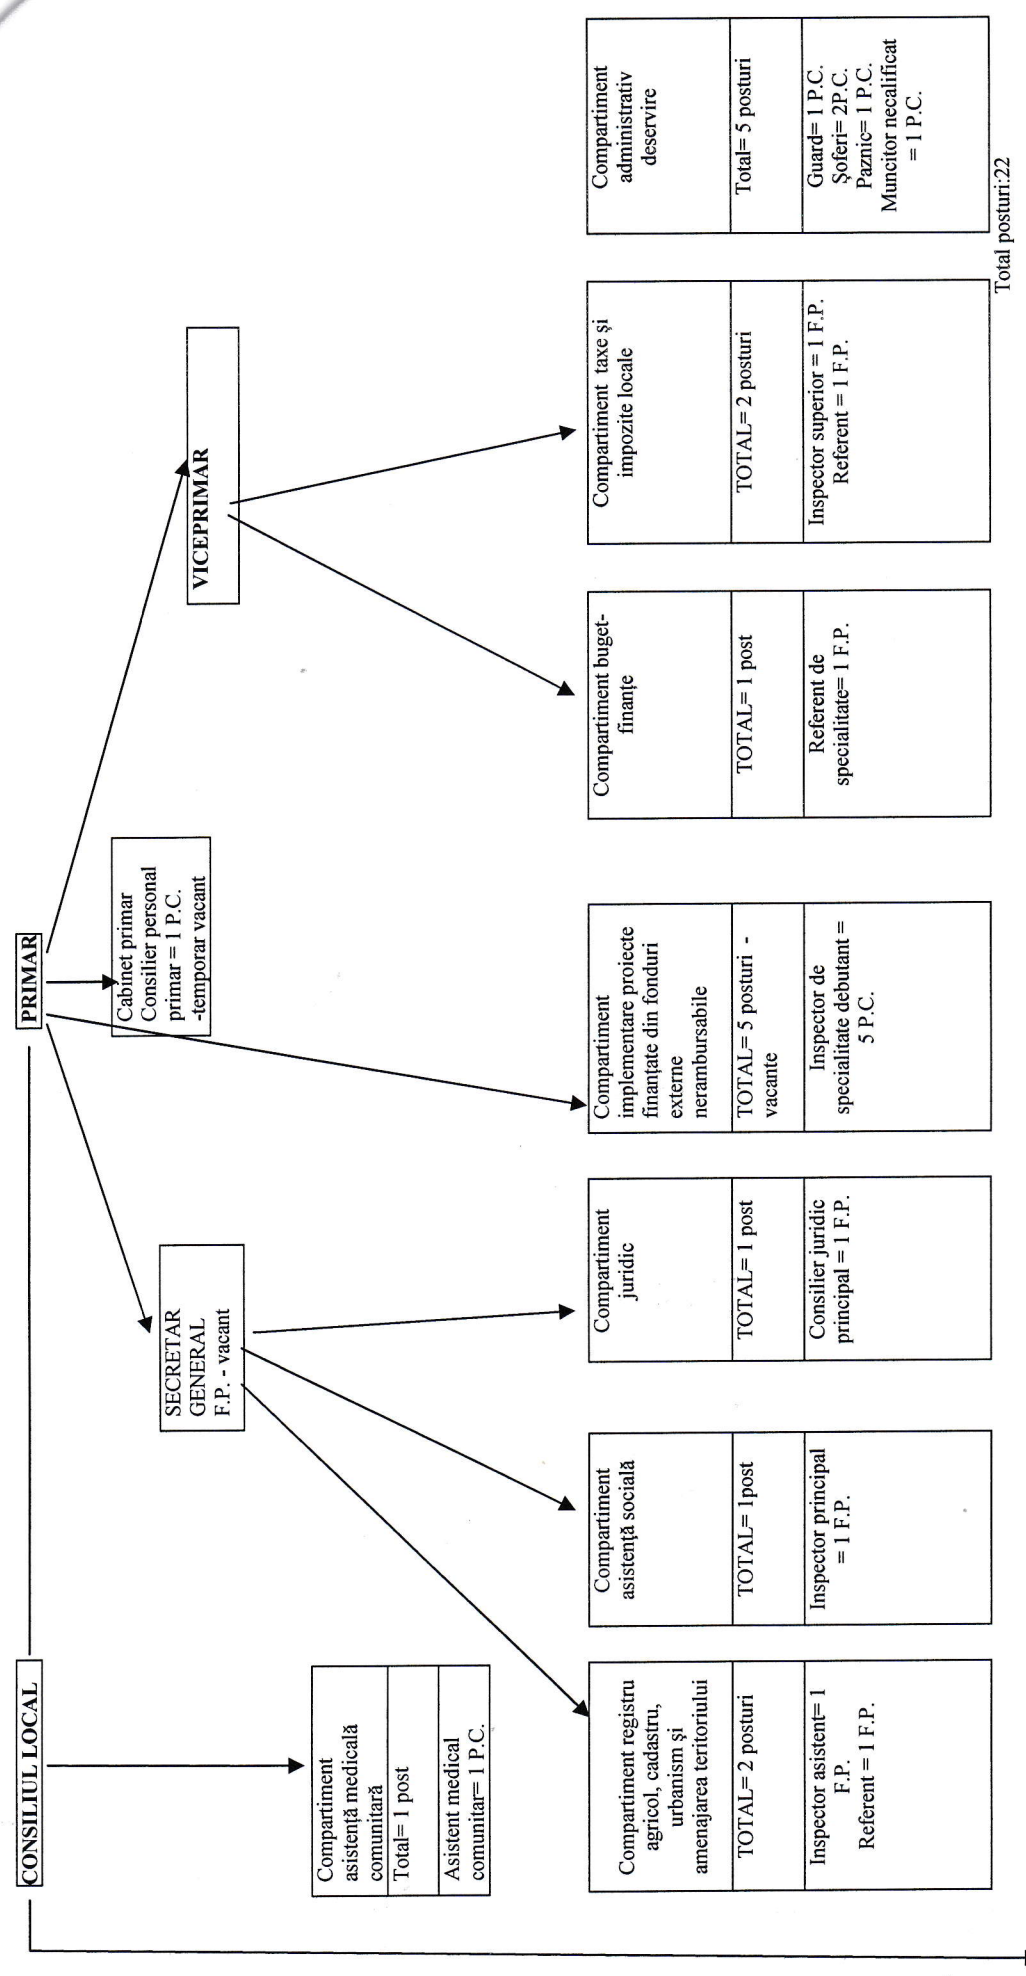 CONSILIUL LOCAL
PRIMAR
Cabinet primar
Consilier personal
primar = 1 P.C.
-temporar vacant
SECRETAR
GENERAL
F.P. - vacant
VICEPRIMAR
Compartiment
asistență medicală
comunitară
Total= 1 post
Asistent medical
comunitar= 1 P.C.
Compartiment registru
agricol, cadastru,
urbanism și
amenajarea teritoriului
TOTAL= 2 posturi
Inspector asistent= 1
F.P.
Referent = 1 F.P.
Compartiment
asistență socială
TOTAL= 1post
Inspector principal
= 1 F.P.
Compartiment
juridic
TOTAL= 1 post
Consilier juridic
principal = 1 F.P.
Compartiment
implementare proiecte
finanțate din fonduri
externe
nerambursabile
TOTAL= 5 posturi -
vacante
Inspector de
specialitate debutant =
5 P.C.
Compartiment buget-
finanțe
TOTAL= 1 post
Referent de
specialitate= 1 F.P.
Compartiment taxe și
impozite locale
TOTAL= 2 posturi
Inspector superior = 1 F.P.
Referent = 1 F.P.
Compartiment
administrativ
deservire
Total= 5 posturi
Guard= 1 P.C.
Șoferi= 2P.C.
Paznic= 1 P.C.
Muncitor necalificat
= 1 P.C.
Total posturi:22